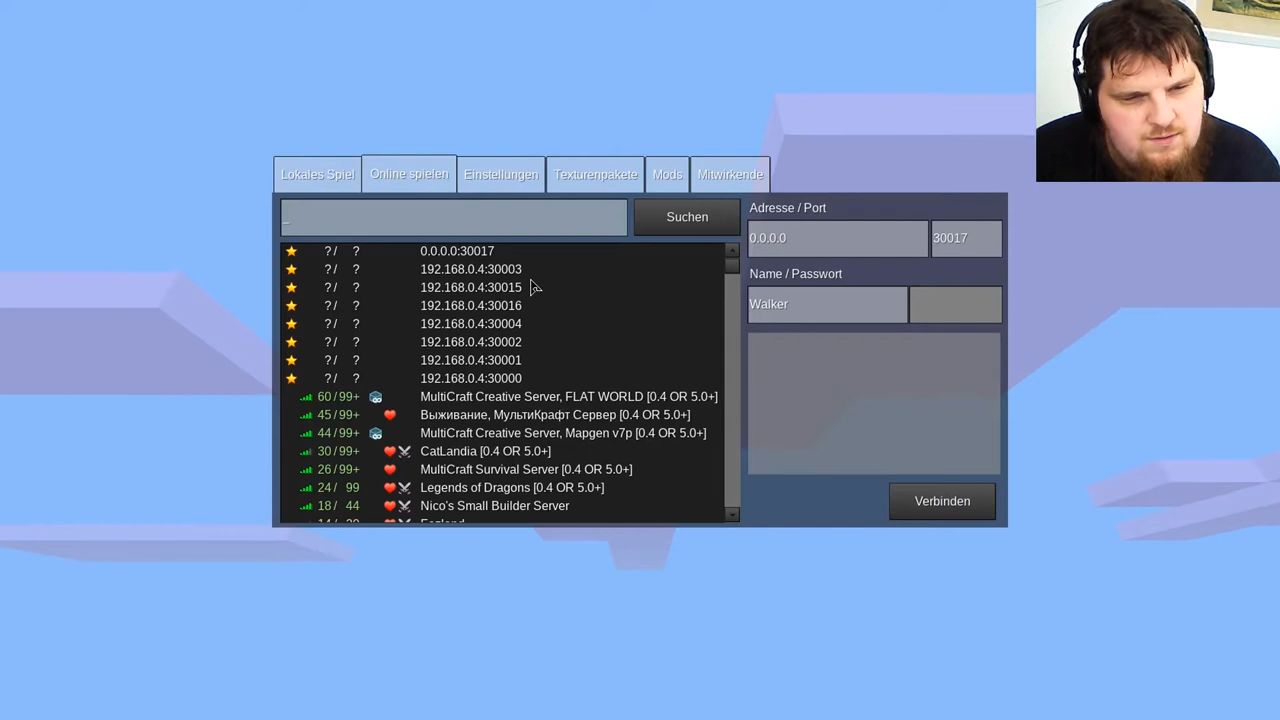 Lokales Spiel Online spielen Einstellungen Texturenpakete Mods Mitwirkende
Suchen
Adresse / Port
0.0.0.0 30017
Name / Passwort
Walker
? / ? 0.0.0.0:30017
? / ? 192.168.0.4:30003
? / ? 192.168.0.4:30015
? / ? 192.168.0.4:30016
? / ? 192.168.0.4:30004
? / ? 192.168.0.4:30002
? / ? 192.168.0.4:30001
? / ? 192.168.0.4:30000
60 / 99+ MultiCraft Creative Server, FLAT WORLD [0.4 OR 5.0+]
45 / 99+ Выживание, МультиКрафт Сервер [0.4 OR 5.0+]
44 / 99+ MultiCraft Creative Server, Mapgen v7p [0.4 OR 5.0+]
30 / 99+ CatLandia [0.4 OR 5.0+]
26 / 99+ MultiCraft Survival Server [0.4 OR 5.0+]
24 / 99 Legends of Dragons [0.4 OR 5.0+]
18 / 44 Nico's Small Builder Server
Verbinden